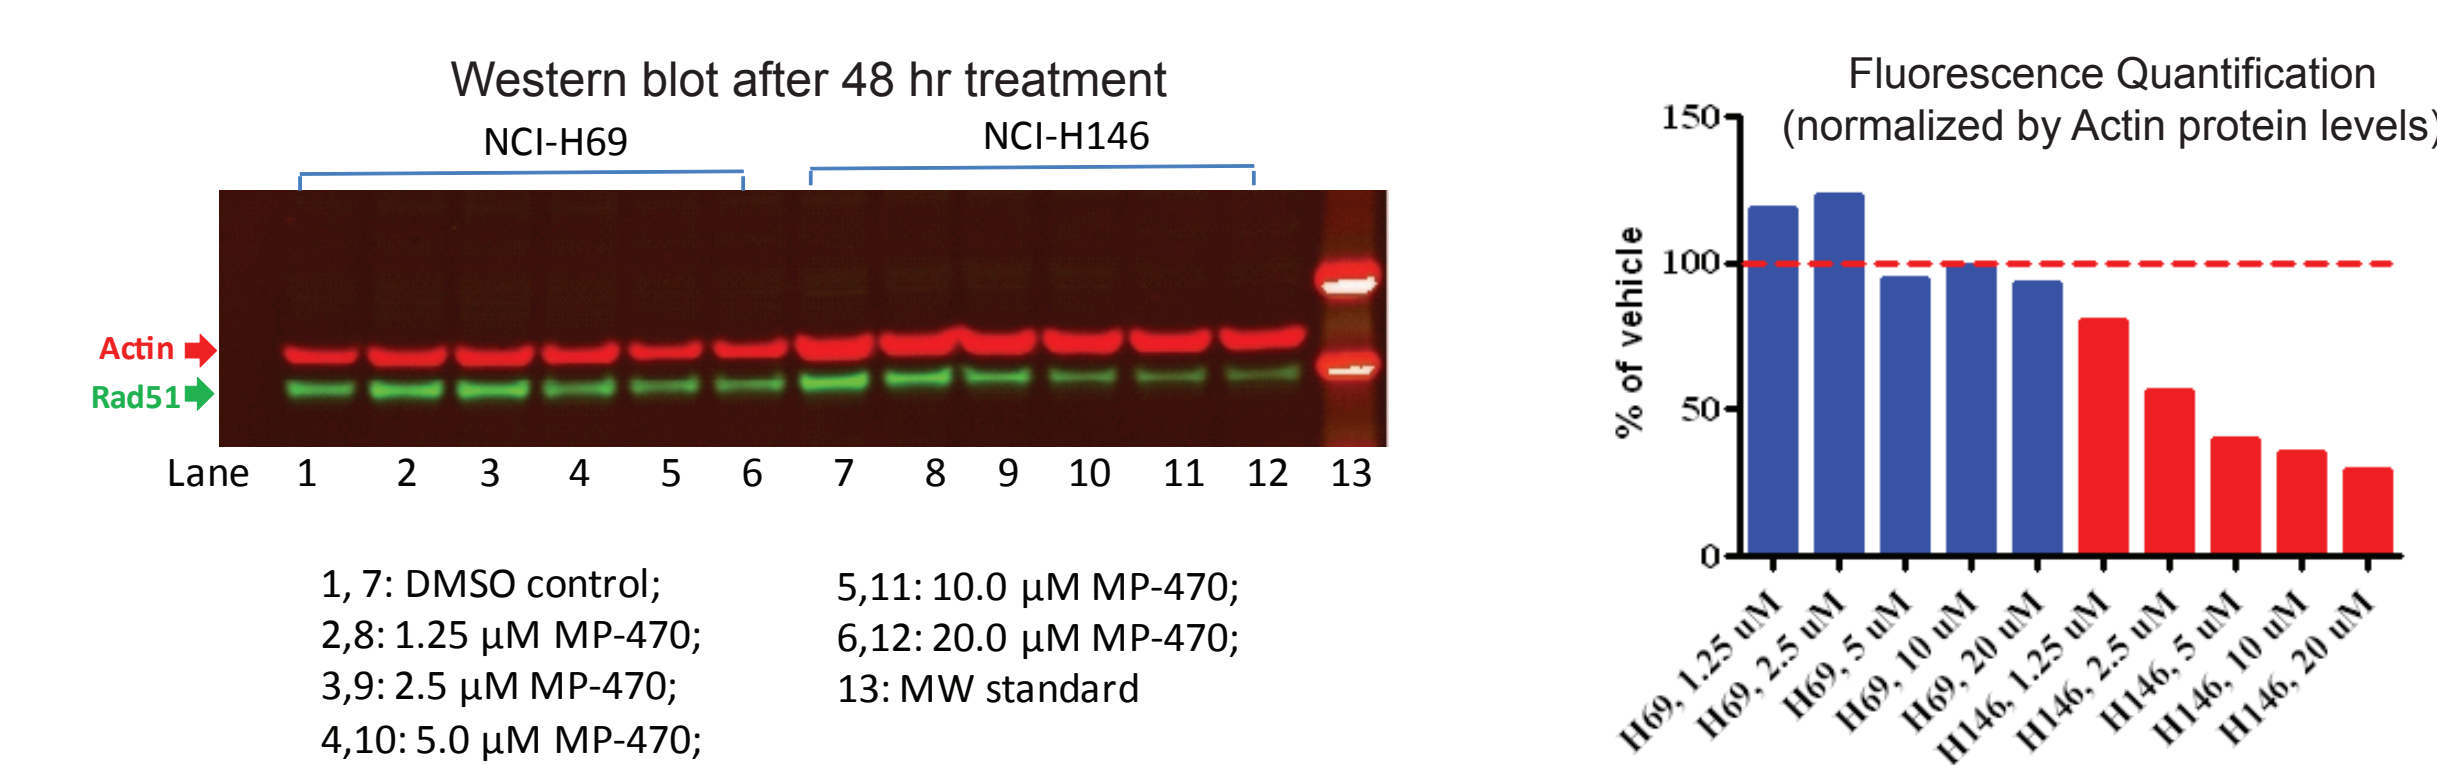 Western blot after 48 hr treatment
NCI-H69
NCI-H146
Actin
Rad51
Lane 1 2 3 4 5 6 7 8 9 10 11 12 13
1, 7: DMSO control;
2,8: 1.25 µM MP-470;
3,9: 2.5 µM MP-470;
4,10: 5.0 µM MP-470;
5,11: 10.0 µM MP-470;
6,12: 20.0 µM MP-470;
13: MW standard
Fluorescence Quantification
(normalized by Actin protein levels)
% of vehicle
150
100
50
0
H69, 1.25 uM
H69, 2.5 uM
H69, 5 uM
H69, 10 uM
H69, 20 uM
H146, 1.25 uM
H146, 2.5 uM
H146, 5 uM
H146, 10 uM
H146, 20 uM